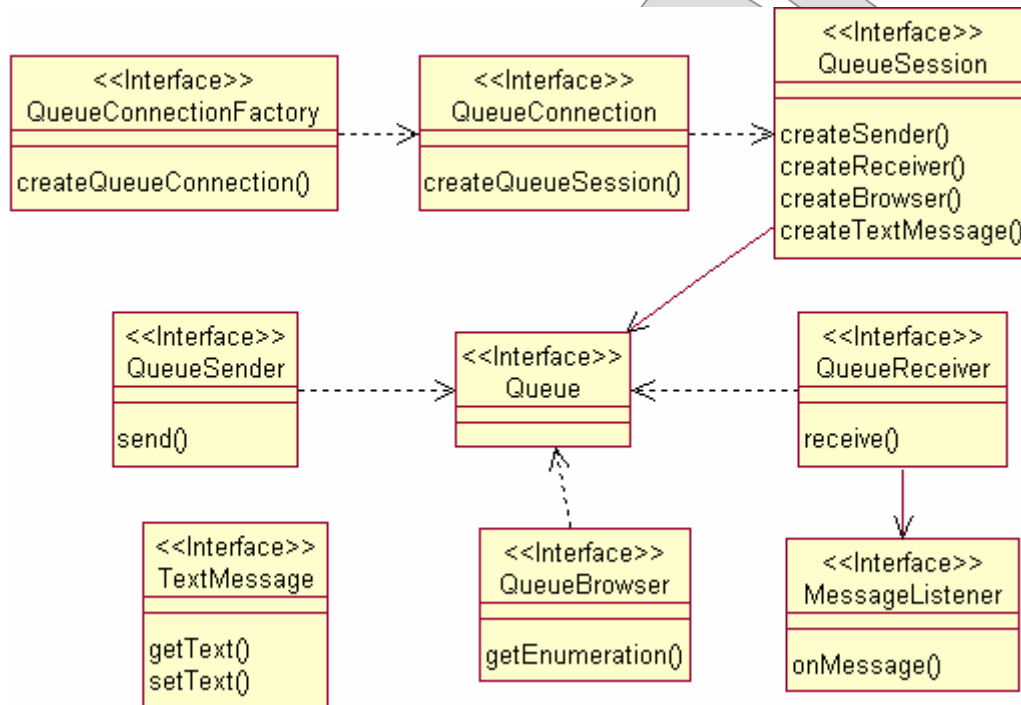 <<Interface>>
QueueConnectionFactory
createQueueConnection()
<<Interface>>
QueueConnection
createQueueSession()
<<Interface>>
QueueSession
createSender()
createReceiver()
createBrowser()
createTextMessage()
<<Interface>>
QueueSender
send()
<<Interface>>
Queue
<<Interface>>
QueueReceiver
receive()
<<Interface>>
TextMessage
getText()
setText()
<<Interface>>
QueueBrowser
getEnumeration()
<<Interface>>
MessageListener
onMessage()